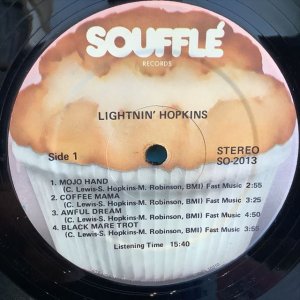 SOUFFLÉ
RECORDS
LIGHTNIN' HOPKINS
Side 1
STEREO
SO-2013
1. MOJO HAND
(C. Lewis-S. Hopkins-M. Robinson, BMI) Fast Music 2:55
2. COFFEE MAMA
(C. Lewis-S. Hopkins-M. Robinson, BMI) Fast Music 3:25
3. AWFUL DREAM
(C. Lewis-S. Hopkins-M. Robinson, BMI) Fast Music 4:50
4. BLACK MARE TROT
(C. Lewis-S. Hopkins-M. Robinson, BMI) Fast Music 3:55
Listening Time 15:40